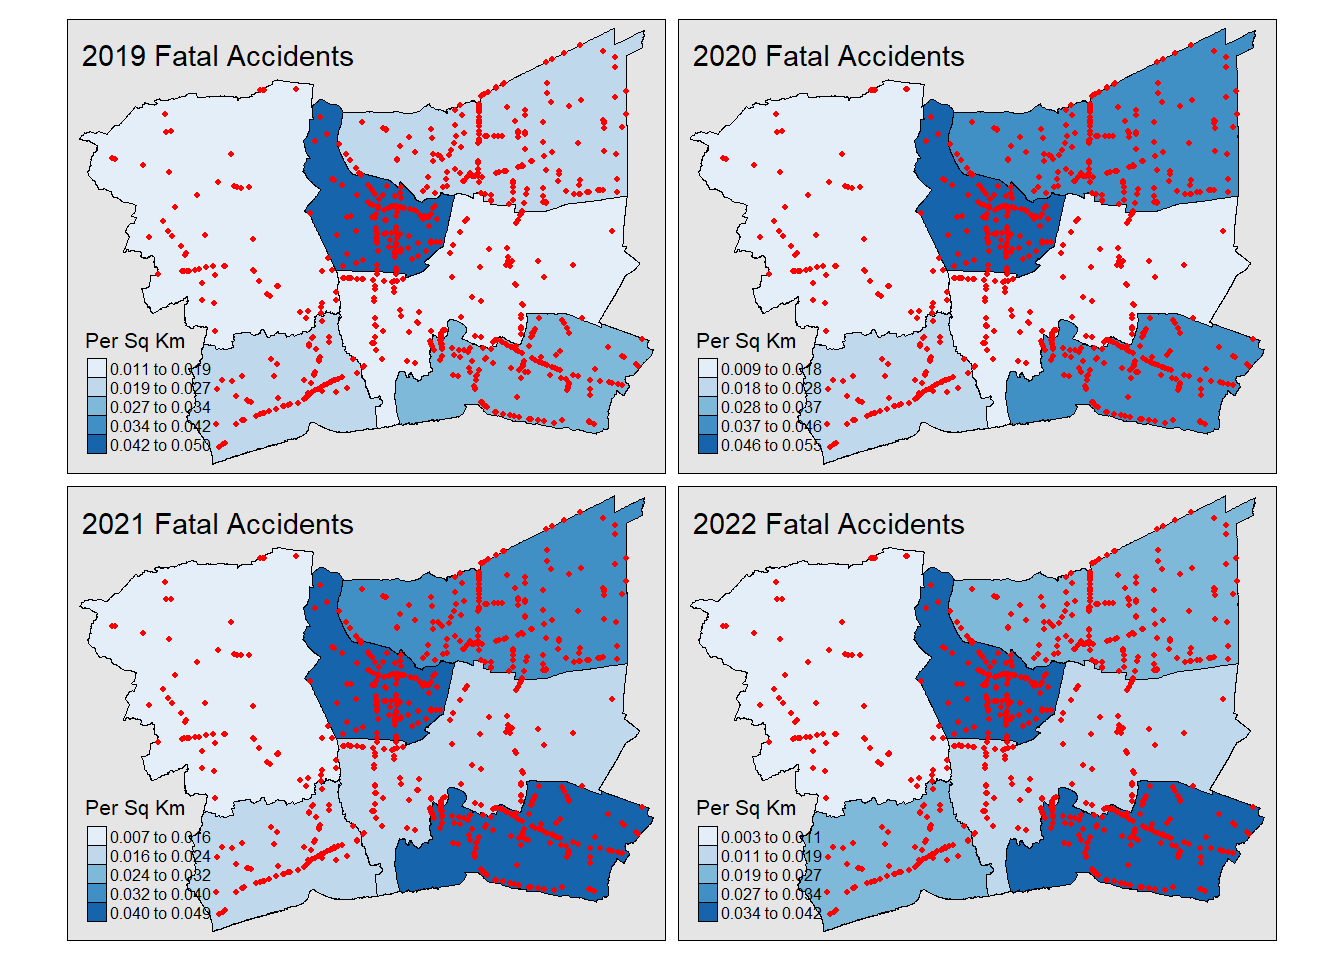 2019 Fatal Accidents
Per Sq Km
0.011 to 0.019
0.019 to 0.027
0.027 to 0.034
0.034 to 0.042
0.042 to 0.050
2020 Fatal Accidents
Per Sq Km
0.009 to 0.018
0.018 to 0.028
0.028 to 0.037
0.037 to 0.046
0.046 to 0.055
2021 Fatal Accidents
Per Sq Km
0.007 to 0.016
0.016 to 0.024
0.024 to 0.032
0.032 to 0.040
0.040 to 0.049
2022 Fatal Accidents
Per Sq Km
0.003 to 0.011
0.011 to 0.019
0.019 to 0.027
0.027 to 0.034
0.034 to 0.042